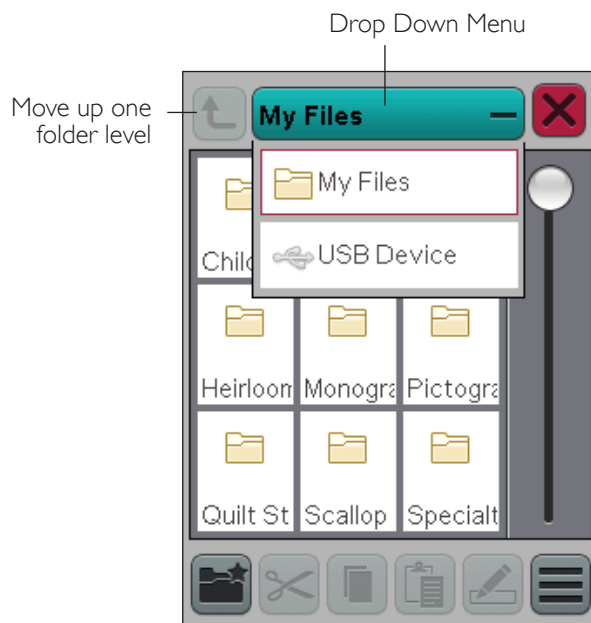 Drop Down Menu
Move up one
folder level
My Files
My Files
USB Device
Chil
Heirloom Monogra Pictogra
Quilt St Scallop Specialt